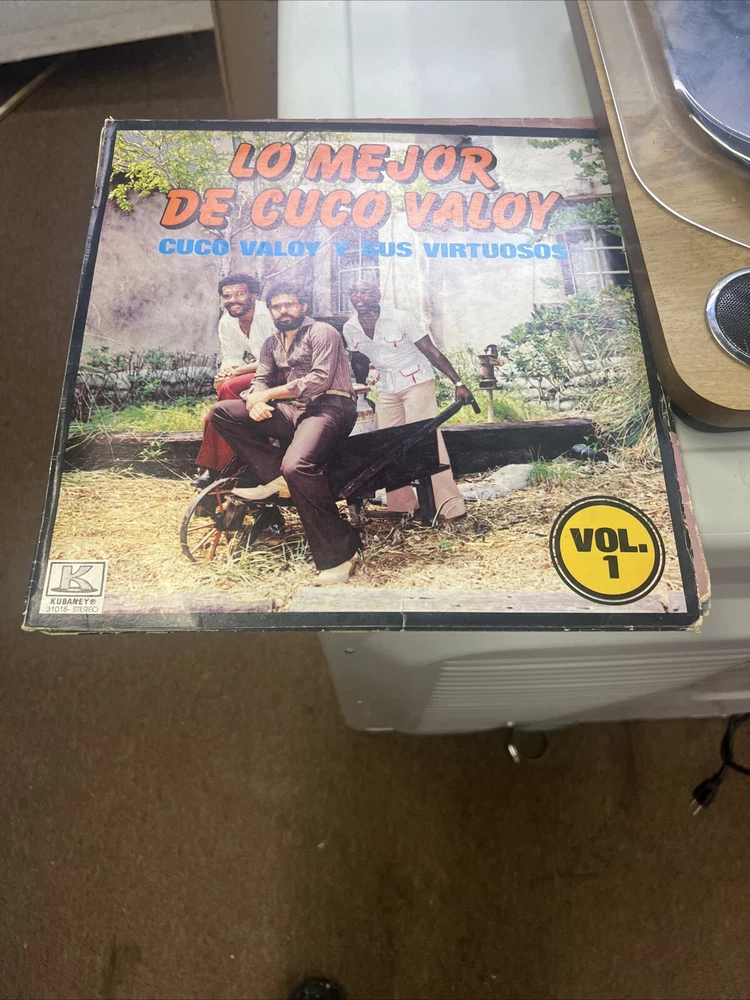 LO MEJOR
DE CUCO VALOY
CUCO VALOY Y SUS VIRTUOSOS
VOL.
1
K
KUBANEY®
31018- STEREO